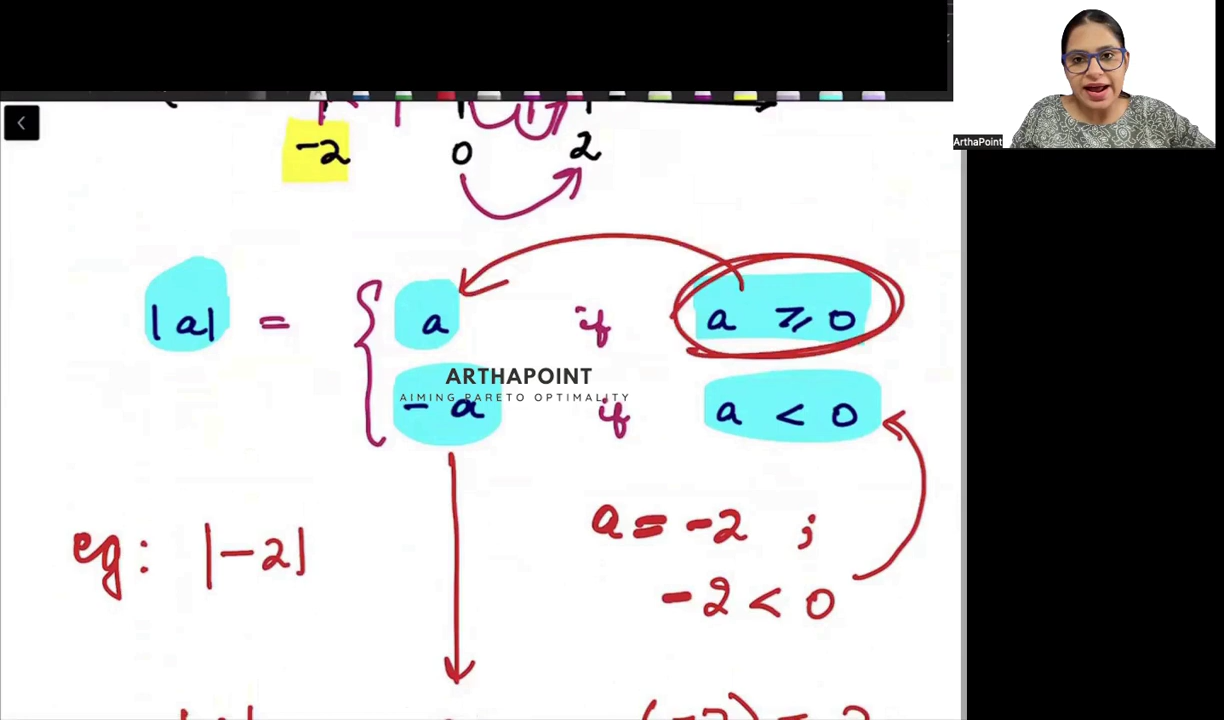 -2 0 2
ArthaPoint
|a| = { a if a ⩾ 0
ARTHAPOINT
AIMING PARETO OPTIMALITY
- a if a < 0
eg: |-2| a = -2 ;
-2 < 0